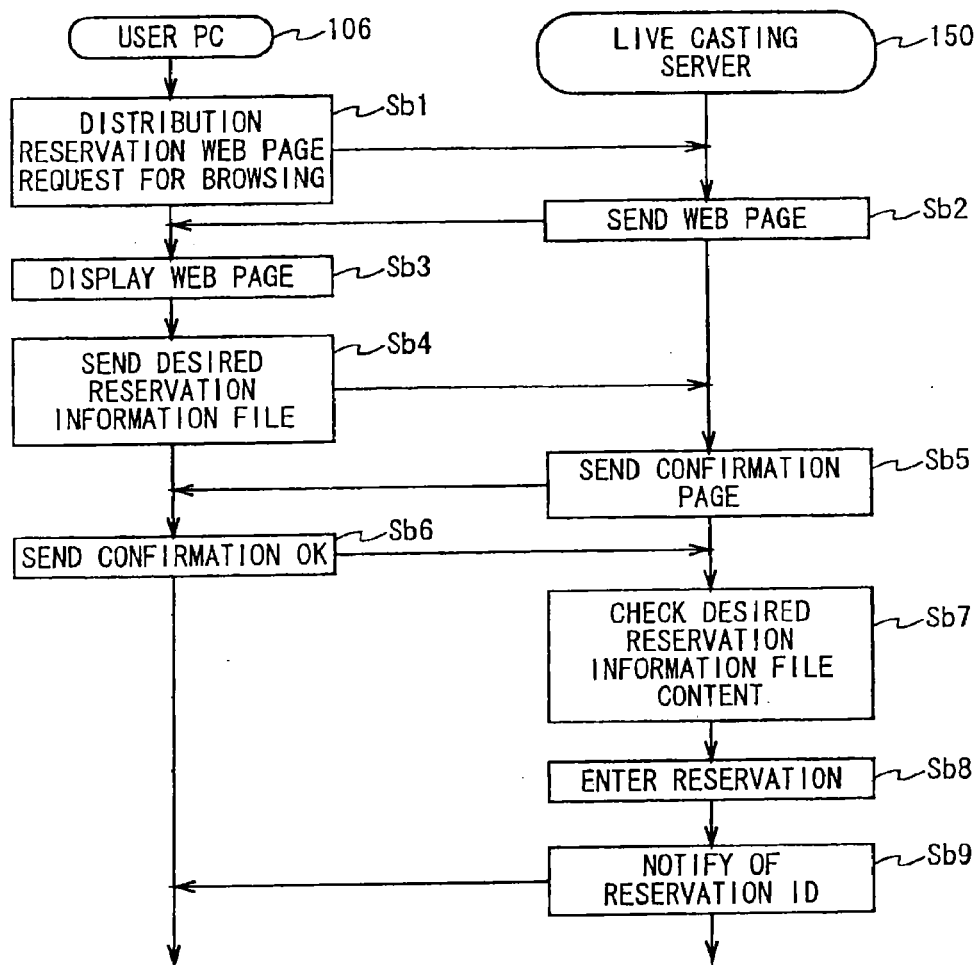 USER PC
106
LIVE CASTING
SERVER
150
DISTRIBUTION
RESERVATION WEB PAGE
REQUEST FOR BROWSING
Sb1
SEND WEB PAGE
Sb2
DISPLAY WEB PAGE
Sb3
SEND DESIRED
RESERVATION
INFORMATION FILE
Sb4
SEND CONFIRMATION
PAGE
Sb5
SEND CONFIRMATION OK
Sb6
CHECK DESIRED
RESERVATION
INFORMATION FILE
CONTENT
Sb7
ENTER RESERVATION
Sb8
NOTIFY OF
RESERVATION ID
Sb9